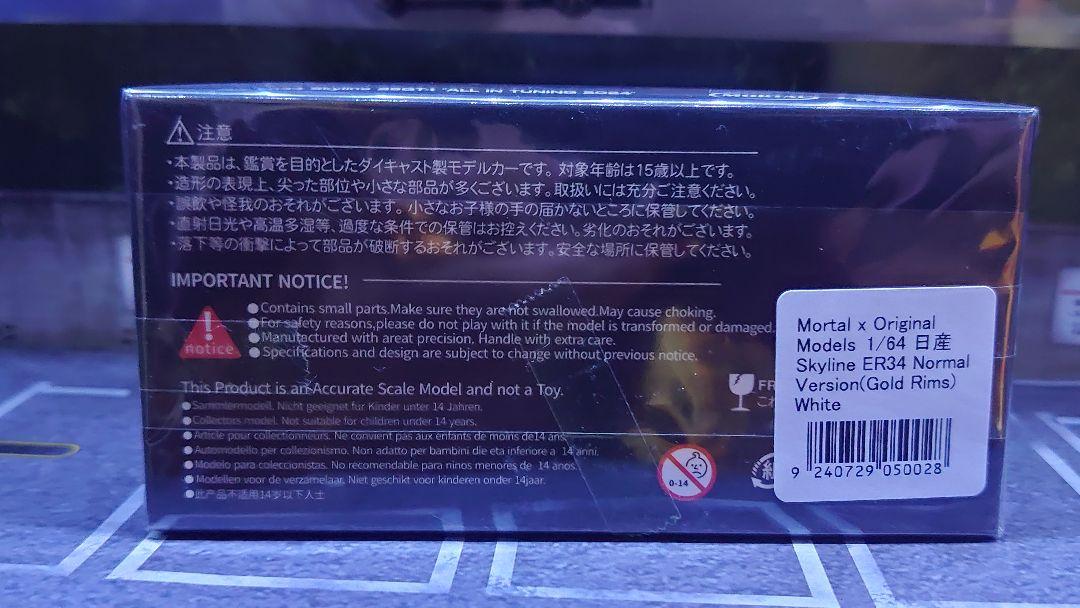 Skyline 25GT-t "ALL IN TUNING 2024"
注意
・本製品は、鑑賞を目的としたダイキャスト製モデルカーです。対象年齢は15歳以上です。
・造形の表現上、尖った部位や小さな部品が多くございます。取扱いには充分ご注意ください。
・誤飲や怪我のおそれがございます。小さなお子様の手の届かないところに保管してください。
・直射日光や高温多湿等、過度な条件での保管はお控えください。劣化のおそれがございます。
・落下等の衝撃によって部品が破断するおそれがございます。安全な場所に保管してください。
IMPORTANT NOTICE!
notice
●Contains small parts.Make sure they are not swallowed.May cause choking.
●For safety reasons,please do not play with it if the model is transformed or damaged.
●Manufactured with areat precision. Handle with extra care.
●Specifications and design are subject to change without previous notice.
This Product is an Accurate Scale Model and not a Toy.
●Sammlermodell. Nicht geeignet für Kinder unter 14 Jahren.
●Collectors model. Not suitable for children under 14 years.
●Article pour collectionneurs. Ne convient pas aux enfants de moins de14 ans.
●Automodello per collezionismo. Non adatto per bambini die eta inferiore a 14 anni.
●Modelo para coleccionistas. No recomendable para ninos menores de 14 anos.
●Modellen voor de verzamelaar. Niet geschikt voor kinderen onder 14jaar.
●此产品不适用14岁以下人士
FR
こ
0-14
Mortal x Original
Models 1/64 日産
Skyline ER34 Normal
Version(Gold Rims)
White
9 240729 050028